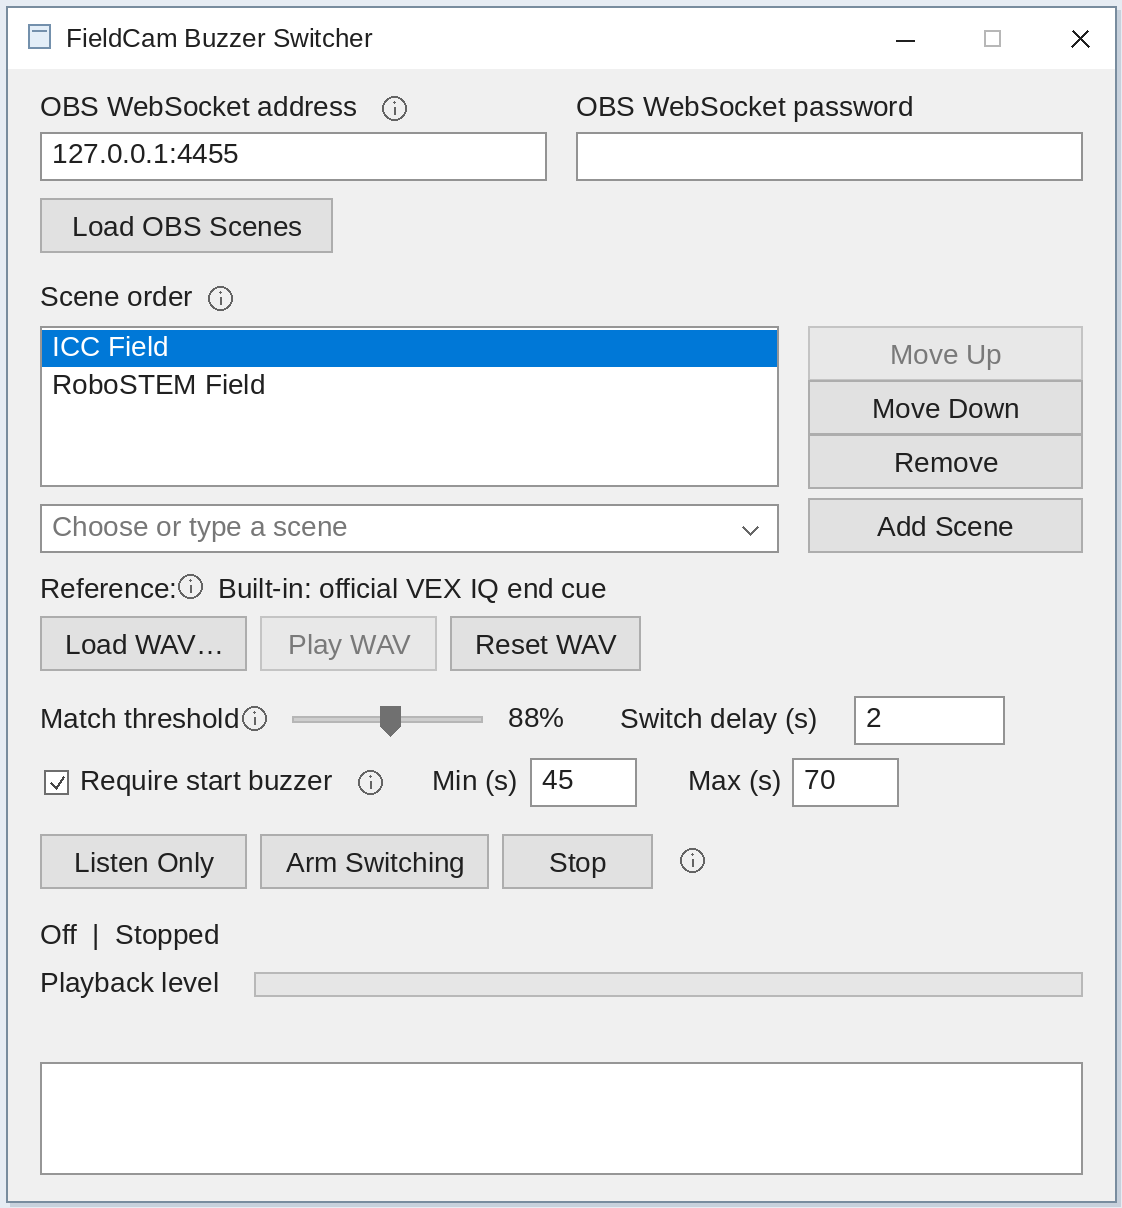 FieldCam Buzzer Switcher
OBS WebSocket address
OBS WebSocket password
127.0.0.1:4455
Load OBS Scenes
Scene order
ICC Field
RoboSTEM Field
Move Up
Move Down
Remove
Choose or type a scene
Add Scene
Reference: Built-in: official VEX IQ end cue
Load WAV…
Play WAV
Reset WAV
Match threshold 88% Switch delay (s) 2
Require start buzzer Min (s) 45 Max (s) 70
Listen Only
Arm Switching
Stop
Off | Stopped
Playback level